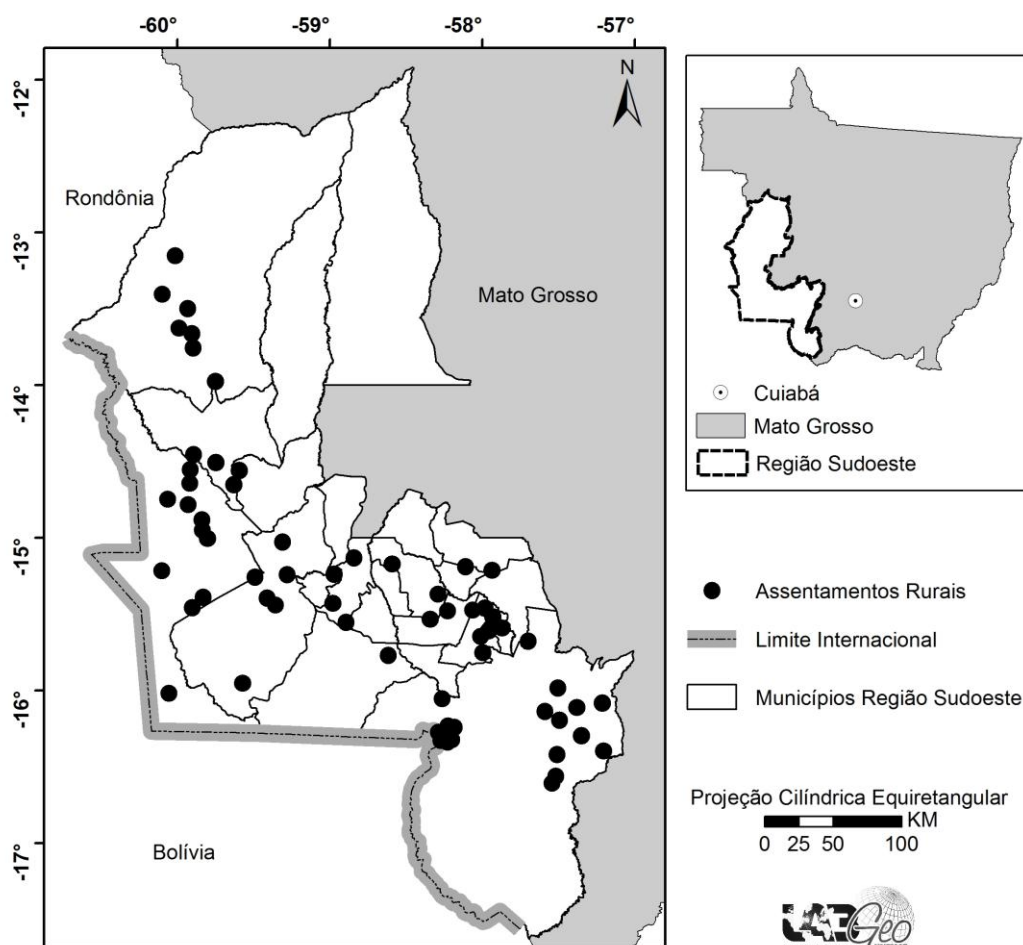 -60° -59° -58° -57°
-12°
-13°
-14°
-15°
-16°
-17°
N
Rondônia
Mato Grosso
Bolívia
Cuiabá
Mato Grosso
Região Sudoeste
Assentamentos Rurais
Limite Internacional
Municípios Região Sudoeste
Projeção Cilíndrica Equiretangular
KM
0 25 50 100
LABGeo